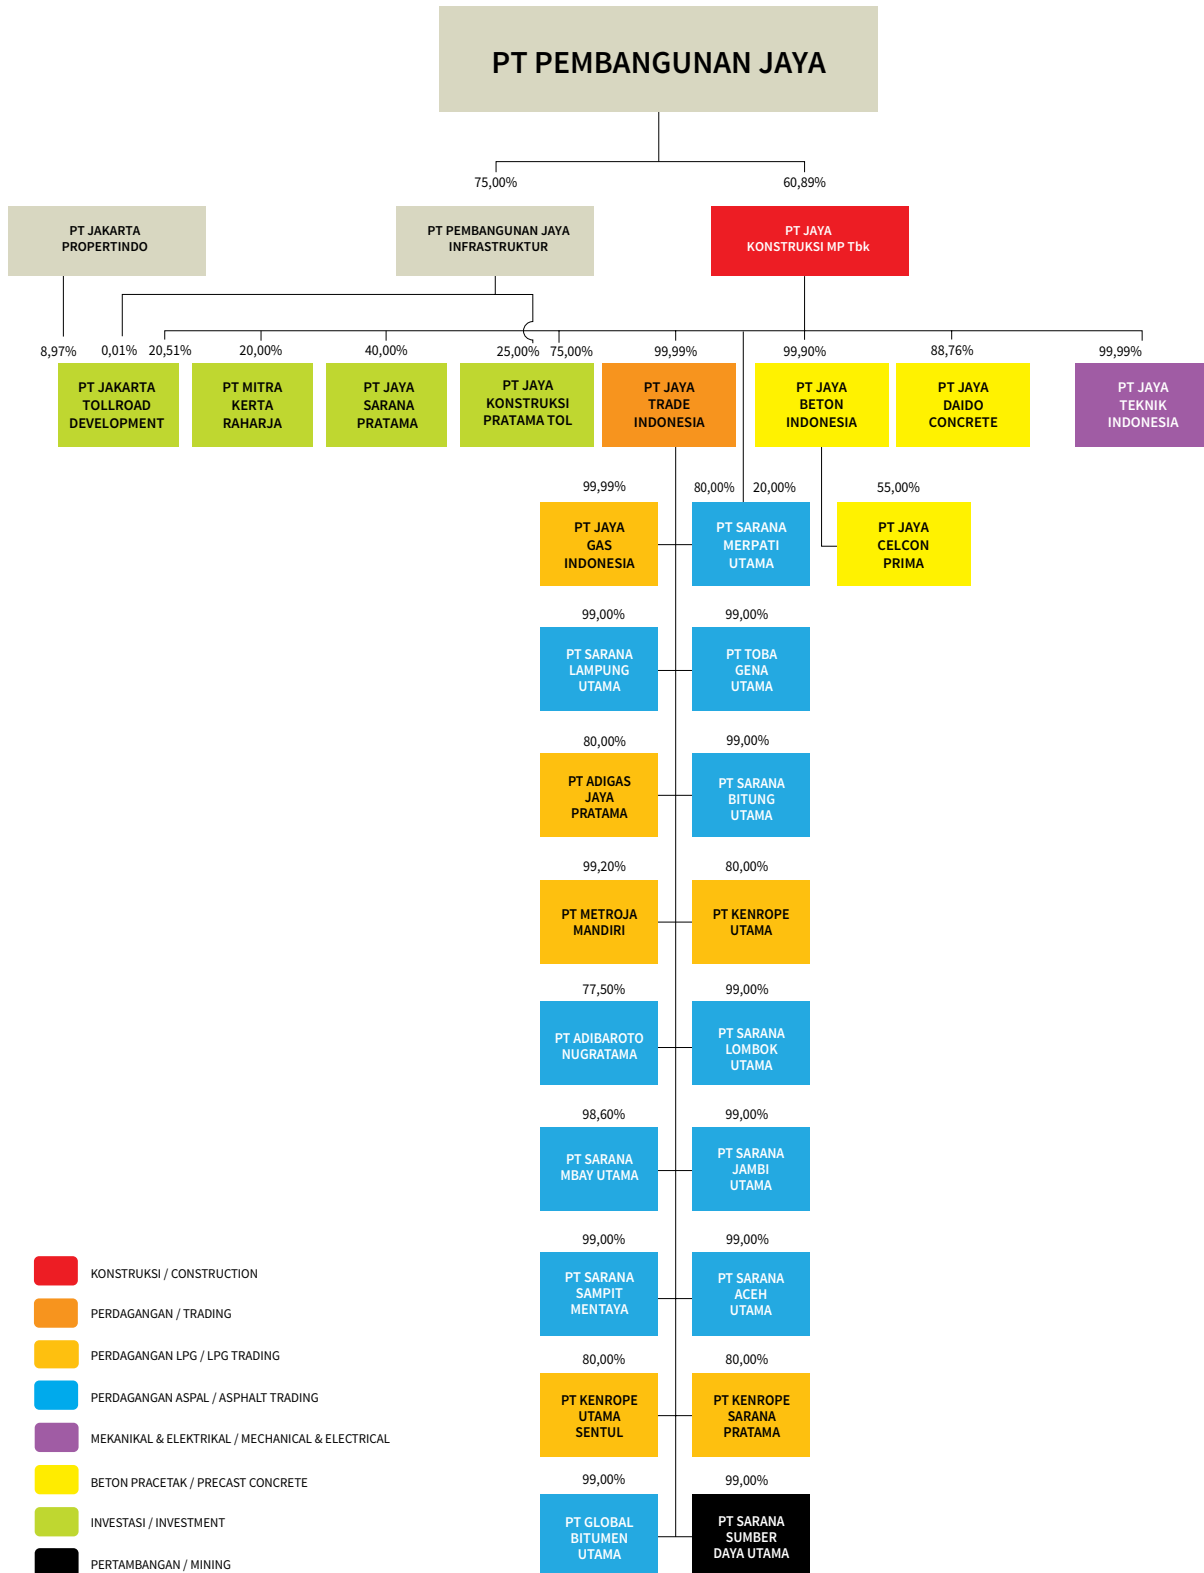 PT PEMBANGUNAN JAYA
75,00%
60,89%
PT JAKARTA
PROPERTINDO
PT PEMBANGUNAN JAYA
INFRASTRUKTUR
PT JAYA
KONSTRUKSI MP Tbk
8,97%
0,01%
20,51%
20,00%
40,00%
25,00%
75,00%
99,99%
99,90%
88,76%
99,99%
PT JAKARTA
TOLLROAD
DEVELOPMENT
PT MITRA
KERTA
RAHARJA
PT JAYA
SARANA
PRATAMA
PT JAYA
KONSTRUKSI
PRATAMA TOL
PT JAYA
TRADE
INDONESIA
PT JAYA
BETON
INDONESIA
PT JAYA
DAIDO
CONCRETE
PT JAYA
TEKNIK
INDONESIA
99,99%
80,00%
20,00%
55,00%
PT JAYA
GAS
INDONESIA
PT SARANA
MERPATI
UTAMA
PT JAYA
CELCON
PRIMA
99,00%
99,00%
PT SARANA
LAMPUNG
UTAMA
PT TOBA
GENA
UTAMA
80,00%
99,00%
PT ADIGAS
JAYA
PRATAMA
PT SARANA
BITUNG
UTAMA
99,20%
80,00%
PT METROJA
MANDIRI
PT KENROPE
UTAMA
77,50%
99,00%
PT ADIBAROTO
NUGRATAMA
PT SARANA
LOMBOK
UTAMA
98,60%
99,00%
PT SARANA
MBAY UTAMA
PT SARANA
JAMBI
UTAMA
99,00%
99,00%
PT SARANA
SAMPIT
MENTAYA
PT SARANA
ACEH
UTAMA
80,00%
80,00%
PT KENROPE
UTAMA
SENTUL
PT KENROPE
SARANA
PRATAMA
99,00%
99,00%
PT GLOBAL
BITUMEN
UTAMA
PT SARANA
SUMBER
DAYA UTAMA
KONSTRUKSI / CONSTRUCTION
PERDAGANGAN / TRADING
PERDAGANGAN LPG / LPG TRADING
PERDAGANGAN ASPAL / ASPHALT TRADING
MEKANIKAL & ELEKTRIKAL / MECHANICAL & ELECTRICAL
BETON PRACETAK / PRECAST CONCRETE
INVESTASI / INVESTMENT
PERTAMBANGAN / MINING